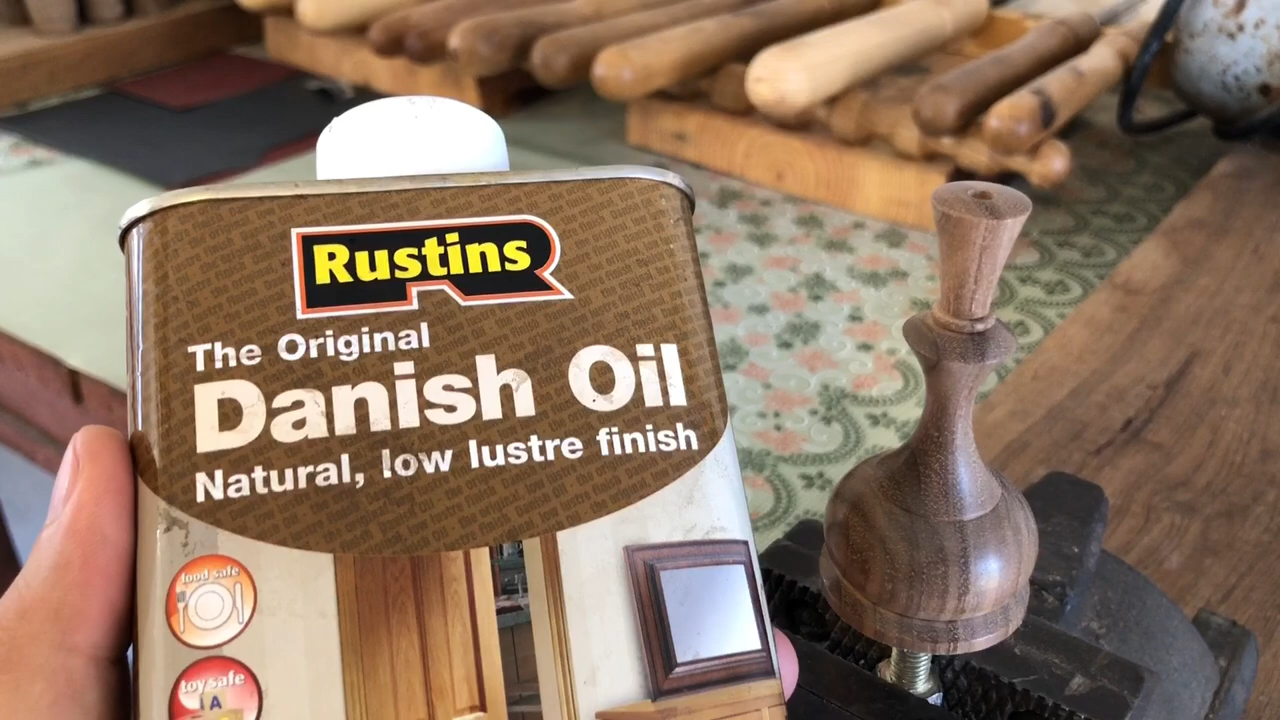 Rustins
The Original
Danish Oil
Natural, low lustre finish
food safe
toy safe
A